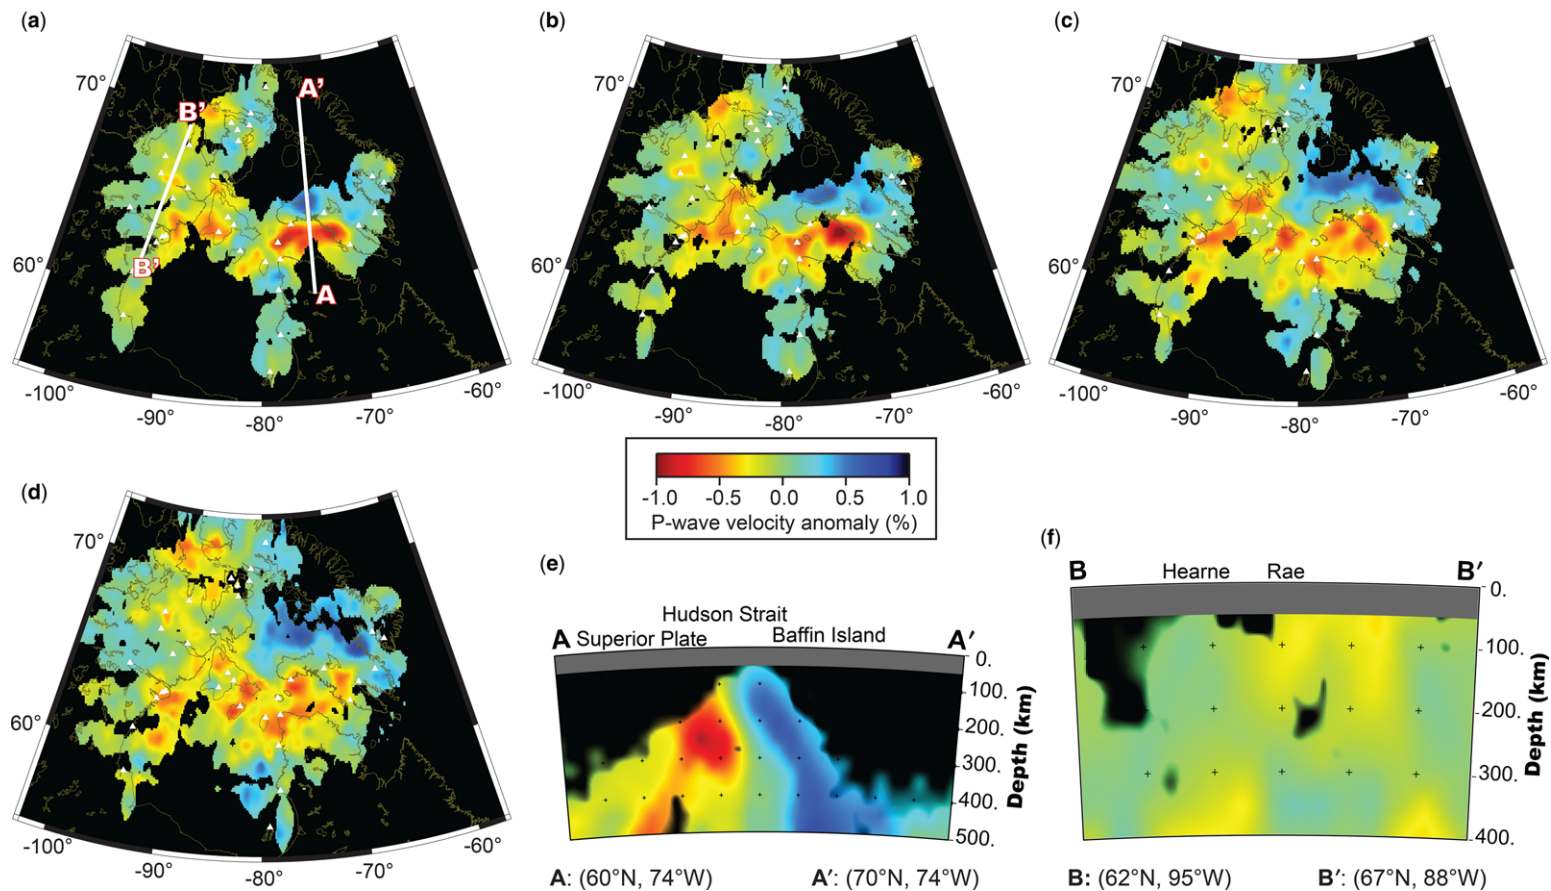 (a)
(b)
(c)
70°
70°
70°
B'
A'
B'
A
60°
60°
60°
-100°
-90°
-80°
-70°
-60°
-100°
-90°
-80°
-70°
-60°
-100°
-90°
-80°
-70°
-60°
-1.0 -0.5 0.0 0.5 1.0
P-wave velocity anomaly (%)
(d)
70°
60°
-100°
-90°
-80°
-70°
-60°
(e)
Hudson Strait
A Superior Plate Baffin Island A′
0.
100.
200.
300.
400.
500.
Depth (km)
A: (60°N, 74°W) A′: (70°N, 74°W)
(f)
B Hearne Rae B′
0.
100.
200.
300.
400.
Depth (km)
B: (62°N, 95°W) B′: (67°N, 88°W)